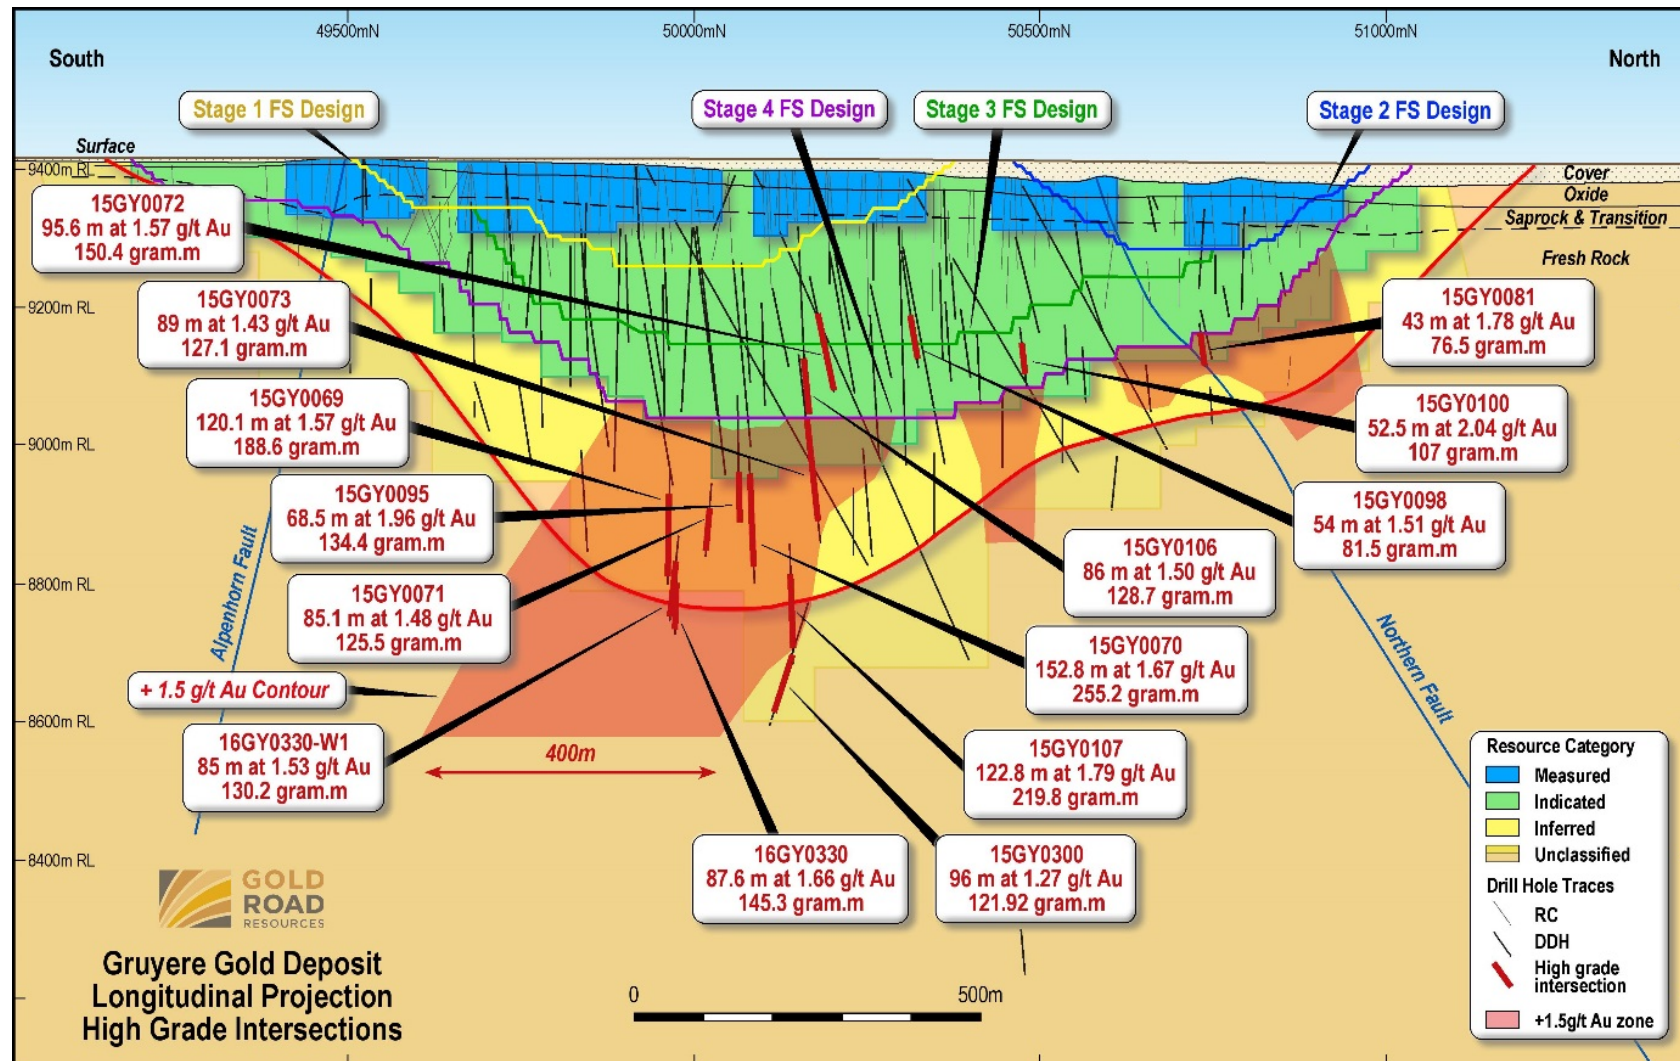 49500mN
50000mN
50500mN
51000mN
South
North
Stage 1 FS Design
Stage 4 FS Design
Stage 3 FS Design
Stage 2 FS Design
Surface
9400m RL
Cover
Oxide
Saprock & Transition
Fresh Rock
15GY0072
95.6 m at 1.57 g/t Au
150.4 gram.m
9200m RL
15GY0073
89 m at 1.43 g/t Au
127.1 gram.m
15GY0081
43 m at 1.78 g/t Au
76.5 gram.m
15GY0069
120.1 m at 1.57 g/t Au
188.6 gram.m
15GY0100
52.5 m at 2.04 g/t Au
107 gram.m
9000m RL
15GY0095
68.5 m at 1.96 g/t Au
134.4 gram.m
15GY0098
54 m at 1.51 g/t Au
81.5 gram.m
15GY0106
86 m at 1.50 g/t Au
128.7 gram.m
8800m RL
15GY0071
85.1 m at 1.48 g/t Au
125.5 gram.m
Alpenhorn Fault
Northern Fault
15GY0070
152.8 m at 1.67 g/t Au
255.2 gram.m
+ 1.5 g/t Au Contour
8600m RL
16GY0330-W1
85 m at 1.53 g/t Au
130.2 gram.m
400m
15GY0107
122.8 m at 1.79 g/t Au
219.8 gram.m
8400m RL
16GY0330
87.6 m at 1.66 g/t Au
145.3 gram.m
15GY0300
96 m at 1.27 g/t Au
121.92 gram.m
Resource Category
Measured
Indicated
Inferred
Unclassified
Drill Hole Traces
RC
DDH
High grade
intersection
+1.5g/t Au zone
GOLD
ROAD
RESOURCES
Gruyere Gold Deposit
Longitudinal Projection
High Grade Intersections
0
500m